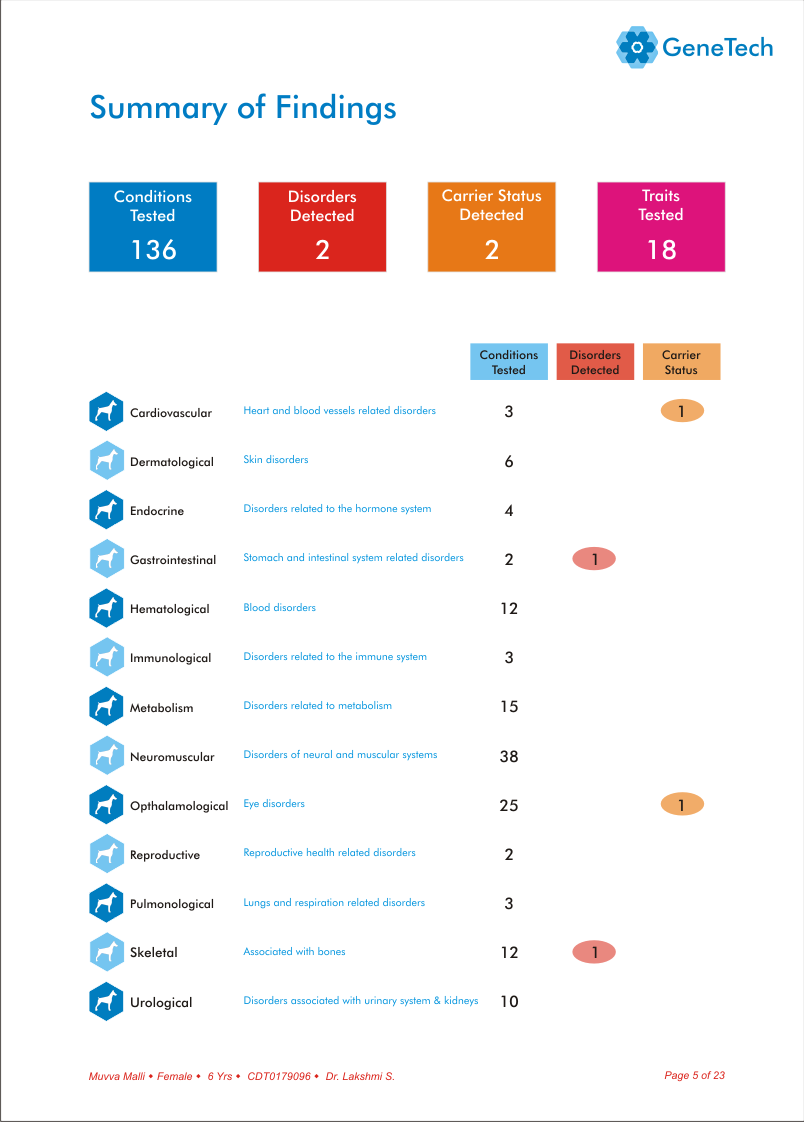 GeneTech
Summary of Findings
Conditions Tested
136
Disorders Detected
2
Carrier Status Detected
2
Traits Tested
18
Conditions Tested Disorders Detected Carrier Status
Cardiovascular Heart and blood vessels related disorders 3 1
Dermatological Skin disorders 6
Endocrine Disorders related to the hormone system 4
Gastrointestinal Stomach and intestinal system related disorders 2 1
Hematological Blood disorders 12
Immunological Disorders related to the immune system 3
Metabolism Disorders related to metabolism 15
Neuromuscular Disorders of neural and muscular systems 38
Opthalamological Eye disorders 25 1
Reproductive Reproductive health related disorders 2
Pulmonological Lungs and respiration related disorders 3
Skeletal Associated with bones 12 1
Urological Disorders associated with urinary system & kidneys 10
Muvva Malli • Female • 6 Yrs • CDT0179096 • Dr. Lakshmi S. Page 5 of 23